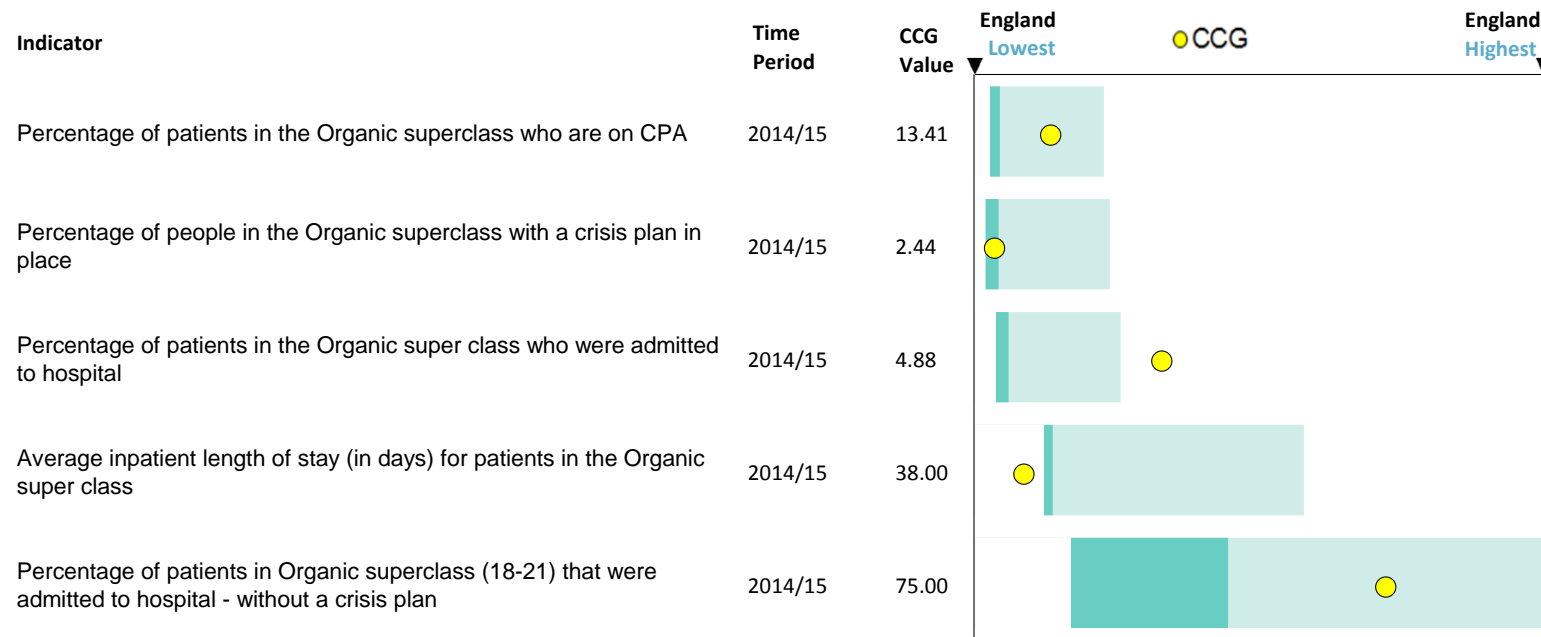 Indicator
Time
Period
CCG
Value
England
Lowest
CCG
England
Highest
Percentage of patients in the Organic superclass who are on CPA
2014/15
13.41
Percentage of people in the Organic superclass with a crisis plan in
place
2014/15
2.44
Percentage of patients in the Organic super class who were admitted
to hospital
2014/15
4.88
Average inpatient length of stay (in days) for patients in the Organic
super class
2014/15
38.00
Percentage of patients in Organic superclass (18-21) that were
admitted to hospital - without a crisis plan
2014/15
75.00